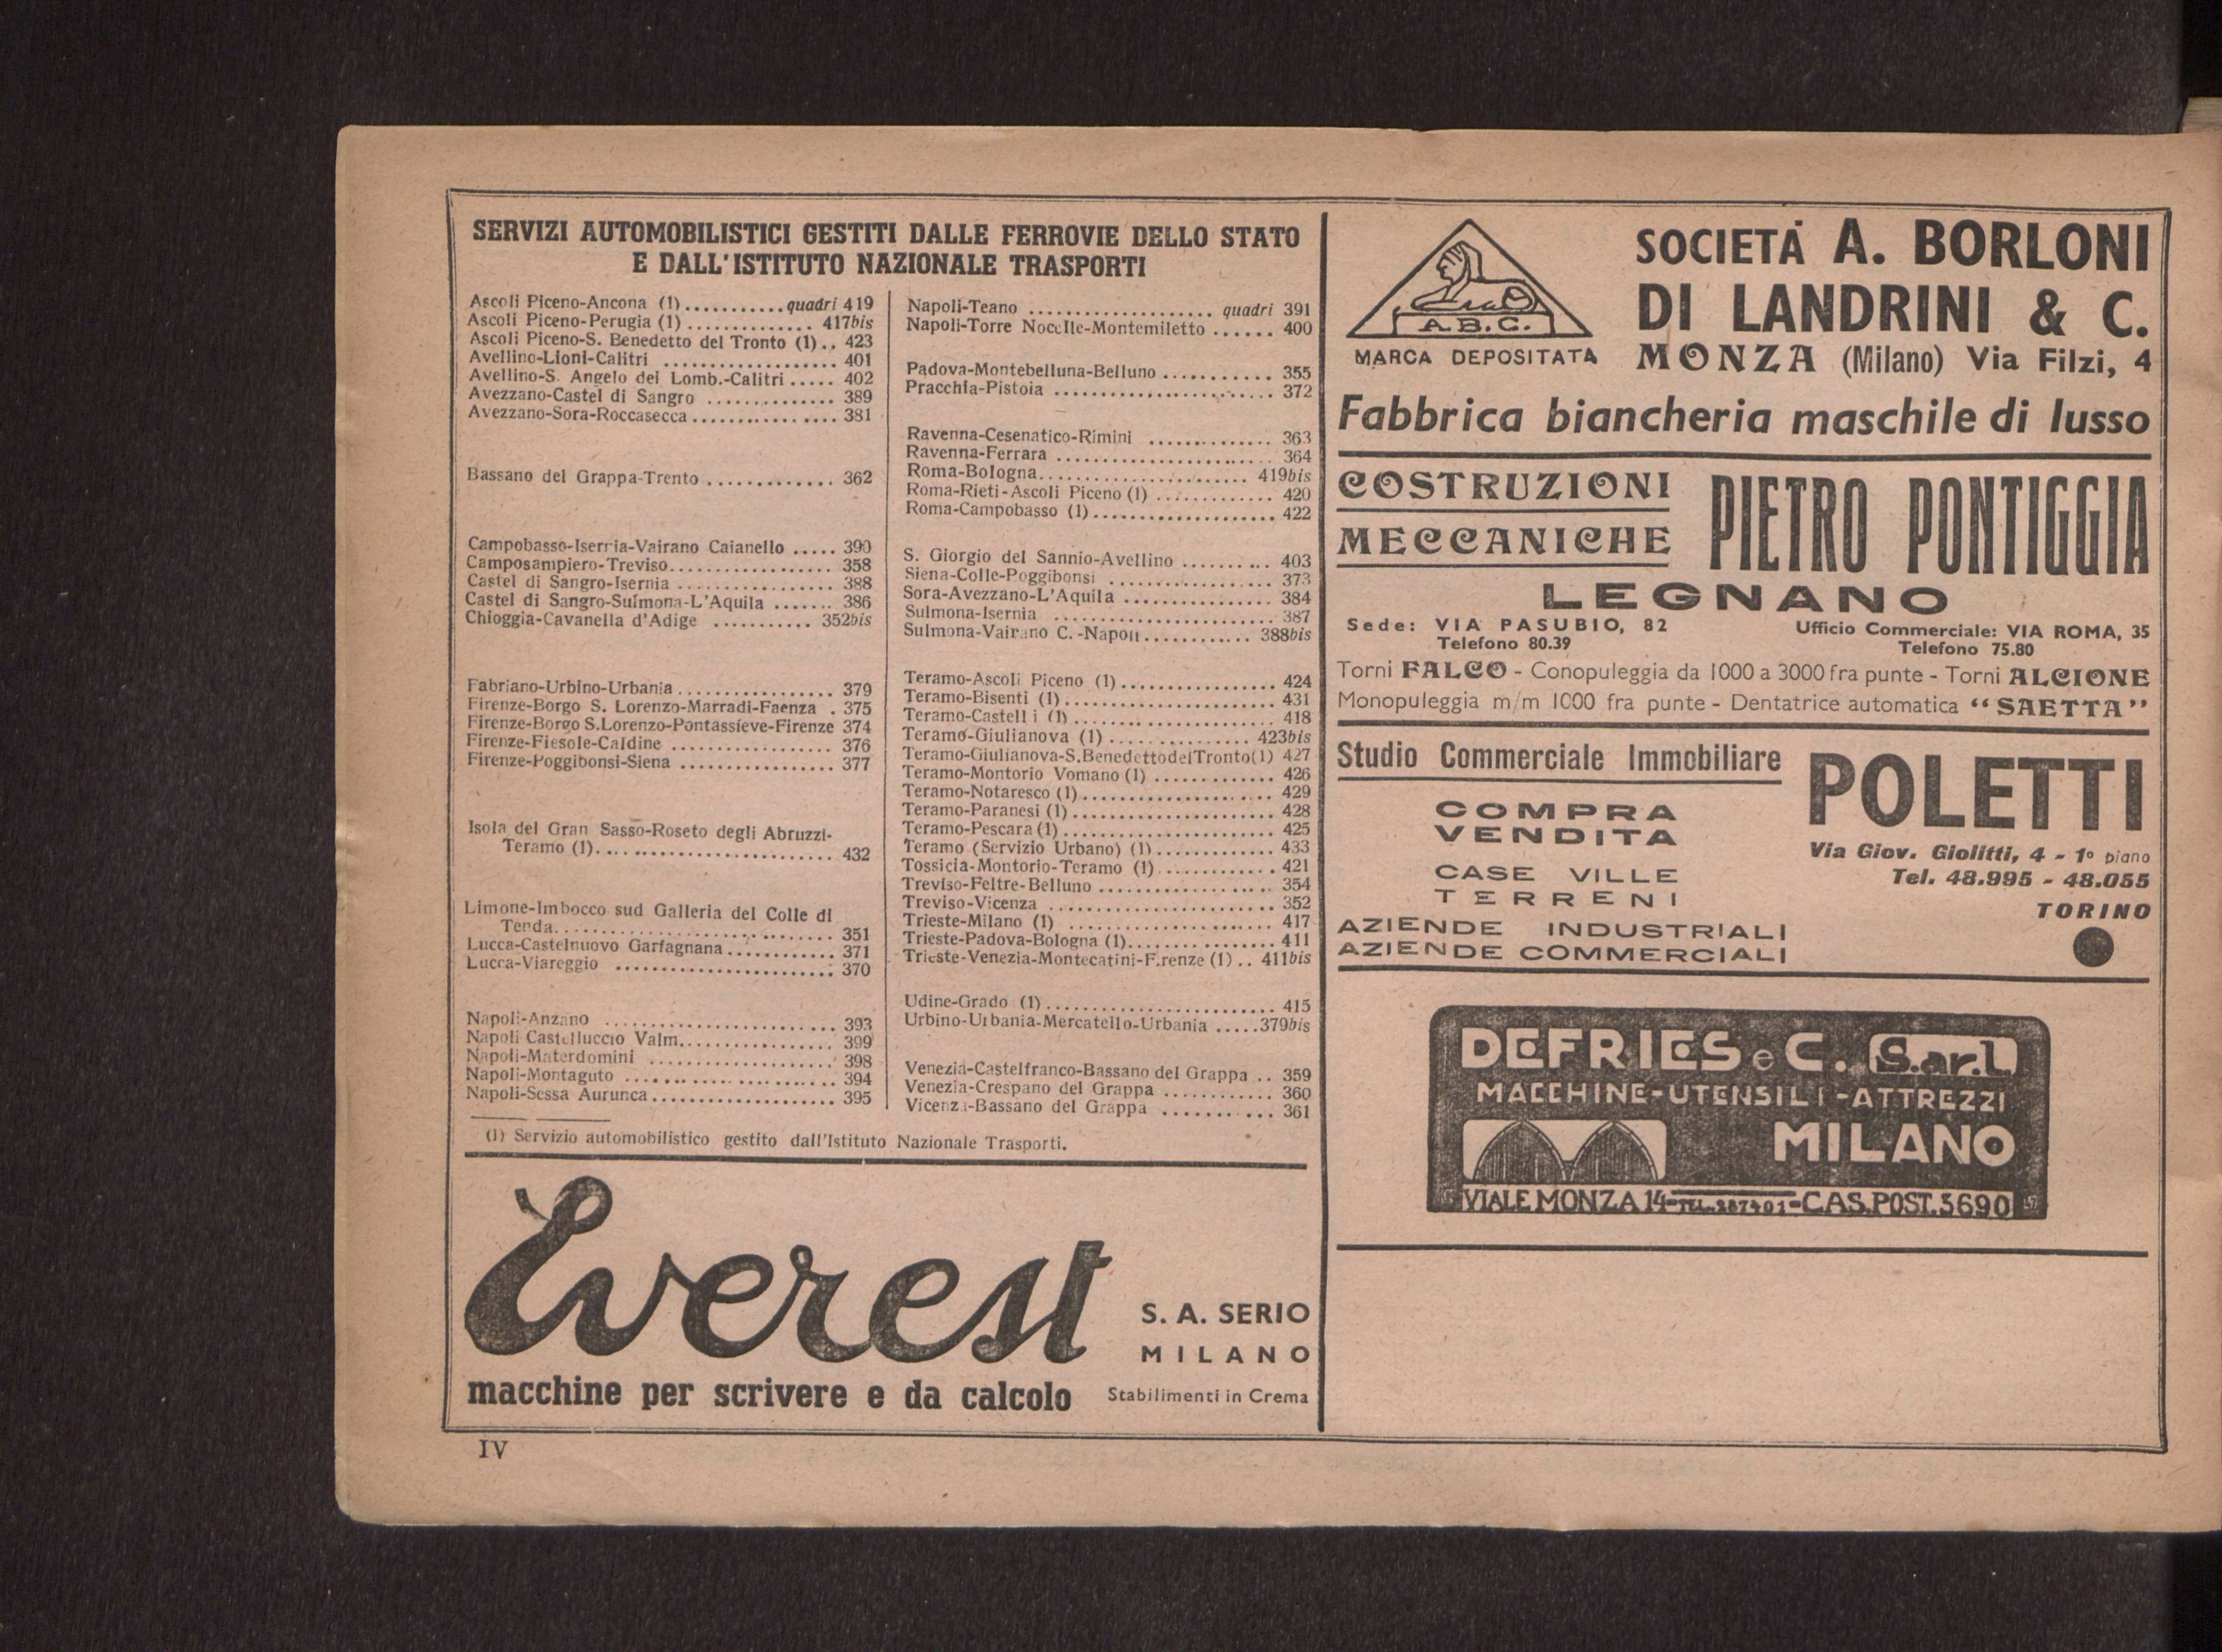 SERVIZI AUTOMOBILISTICI GESTITI DALLE FERROVIE DELLO STATO
E DALL'ISTITUTO NAZIONALE TRASPORTI
Ascoli Piceno-Ancona (1) ........... quadri 419
Ascoli Piceno-Perugia (1) .............. 417bis
Ascoli Piceno-S. Benedetto del Tronto (1) .. 423
Avellino-Lioni-Calitri ................... 401
Avellino-S. Angelo dei Lomb.-Calitri ..... 402
Avezzano-Castel di Sangro .............. 389
Avezzano-Sora-Roccasecca ................ 381
Bassano del Grappa-Trento ............. 362
Campobasso-Isernia-Vairano Caianello ..... 390
Camposampiero-Treviso.................. 358
Castel di Sangro-Isernia ................. 388
Castel di Sangro-Sulmona-L'Aquila ....... 386
Chioggia-Cavanella d'Adige ........... 352bis
Fabriano-Urbino-Urbania ................. 379
Firenze-Borgo S. Lorenzo-Marradi-Faenza . 375
Firenze-Borgo S.Lorenzo-Pontassieve-Firenze 374
Firenze-Fiesole-Caldine .................. 376
Firenze-Poggibonsi-Siena ................. 377
Isola del Gran Sasso-Roseto degli Abruzzi-
Teramo (1)........................... 432
Limone-Imbocco sud Galleria del Colle di
Tenda............................... 351
Lucca-Castelnuovo Garfagnana ............ 371
Lucca-Viareggio ........................ 370
Napoli-Anzano ......................... 393
Napoli Castelluccio Valm................. 399
Napoli-Materdomini .................... 398
Napoli-Montaguto ....................... 394
Napoli-Sessa Aurunca .................... 395
Napoli-Teano .................... quadri 391
Napoli-Torre Nocelle-Montemiletto ...... 400
Padova-Montebelluna-Belluno ............ 355
Pracchia-Pistoia ........................ 372
Ravenna-Cesenatico-Rimini .............. 363
Ravenna-Ferrara ........................ 364
Roma-Bologna....................... 419bis
Roma-Rieti-Ascoli Piceno (1) ............. 420
Roma-Campobasso (1).................... 422
S. Giorgio del Sannio-Avellino .......... 403
Siena-Colle-Poggibonsi .................. 373
Sora-Avezzano-L'Aquila ................ 384
Sulmona-Isernia ........................ 387
Sulmona-Vairano C.-Napoli ............ 388bis
Teramo-Ascoli Piceno (1) ................. 424
Teramo-Bisenti (1) ....................... 431
Teramo-Castelli (1) ...................... 418
Teramo-Giulianova (1) ................ 423bis
Teramo-Giulianova-S.BenedettodelTronto(1) 427
Teramo-Montorio Vomano (1) ............. 426
Teramo-Notaresco (1) ..................... 429
Teramo-Paranesi (1) ...................... 428
Teramo-Pescara (1) ....................... 425
Teramo (Servizio Urbano) (1) ............. 433
Tossicia-Montorio-Teramo (1) ............. 421
Treviso-Feltre-Belluno ................... 354
Treviso-Vicenza ......................... 352
Trieste-Milano (1) ...................... 417
Trieste-Padova-Bologna (1)................ 411
Trieste-Venezia-Montecatini-Firenze (1) .. 411bis
Udine-Grado (1) ......................... 415
Urbino-Urbania-Mercatello-Urbania ..... 379bis
Venezia-Castelfranco-Bassano del Grappa .. 359
Venezia-Crespano del Grappa ............ 360
Vicenza-Bassano del Grappa ............ 361
(1) Servizio automobilistico gestito dall'Istituto Nazionale Trasporti.
Everest
S. A. SERIO
MILANO
macchine per scrivere e da calcolo
Stabilimenti in Crema
IV
A.B.C.
MARCA DEPOSITATA
SOCIETÀ A. BORLONI
DI LANDRINI & C.
MONZA (Milano) Via Filzi, 4
Fabbrica biancheria maschile di lusso
COSTRUZIONI
MECCANICHE
PIETRO PONTIGGIA
LEGNANO
Sede: VIA PASUBIO, 82
Telefono 80.39
Ufficio Commerciale: VIA ROMA, 35
Telefono 75.80
Torni FALCO - Conopuleggia da 1000 a 3000 fra punte - Torni ALCIONE
Monopuleggia m/m 1000 fra punte - Dentatrice automatica "SAETTA"
Studio Commerciale Immobiliare
POLETTI
COMPRA
VENDITA
CASE VILLE
TERRENI
AZIENDE INDUSTRIALI
AZIENDE COMMERCIALI
Via Giov. Giolitti, 4 - 1° piano
Tel. 48.995 - 48.055
TORINO
DEFRIES e C. S.ar.l.
MACCHINE-UTENSILI-ATTREZZI
MILANO
VIALE MONZA 14-TEL.287401-CAS.POST.3690